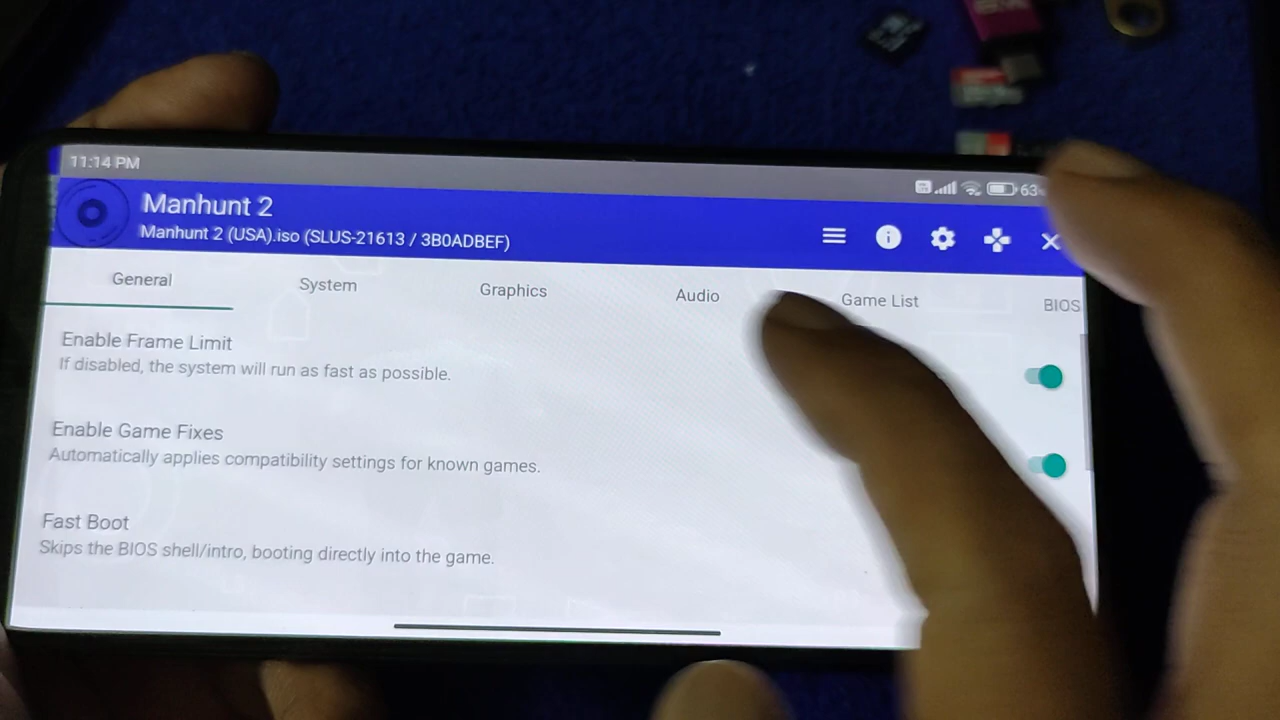 11:14 PM
63
Manhunt 2
Manhunt 2 (USA).iso (SLUS-21613 / 3B0ADBEF)
General
System
Graphics
Audio
Game List
BIOS
Enable Frame Limit
If disabled, the system will run as fast as possible.
Enable Game Fixes
Automatically applies compatibility settings for known games.
Fast Boot
Skips the BIOS shell/intro, booting directly into the game.